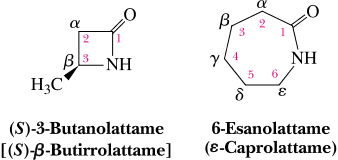 α O
β 2 1
3 NH
H₃C
(S)-3-Butanolattame
[(S)-β-Butirrolattame]
α O
β 2 1
3
γ 4 NH
5 6
δ ε
6-Esanolattame
(ε-Caprolattame)